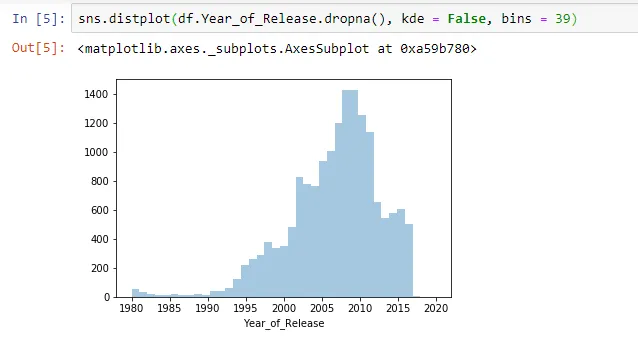 In [5]: sns.distplot(df.Year_of_Release.dropna(), kde = False, bins = 39)
Out[5]: <matplotlib.axes._subplots.AxesSubplot at 0xa59b780>
1400
1200
1000
800
600
400
200
0
1980 1985 1990 1995 2000 2005 2010 2015 2020
Year_of_Release